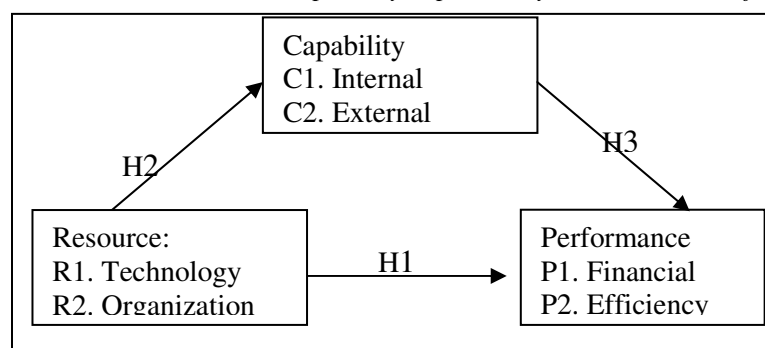 Capability
C1. Internal
C2. External
H2
H3
Resource:
R1. Technology
R2. Organization
H1
Performance
P1. Financial
P2. Efficiency